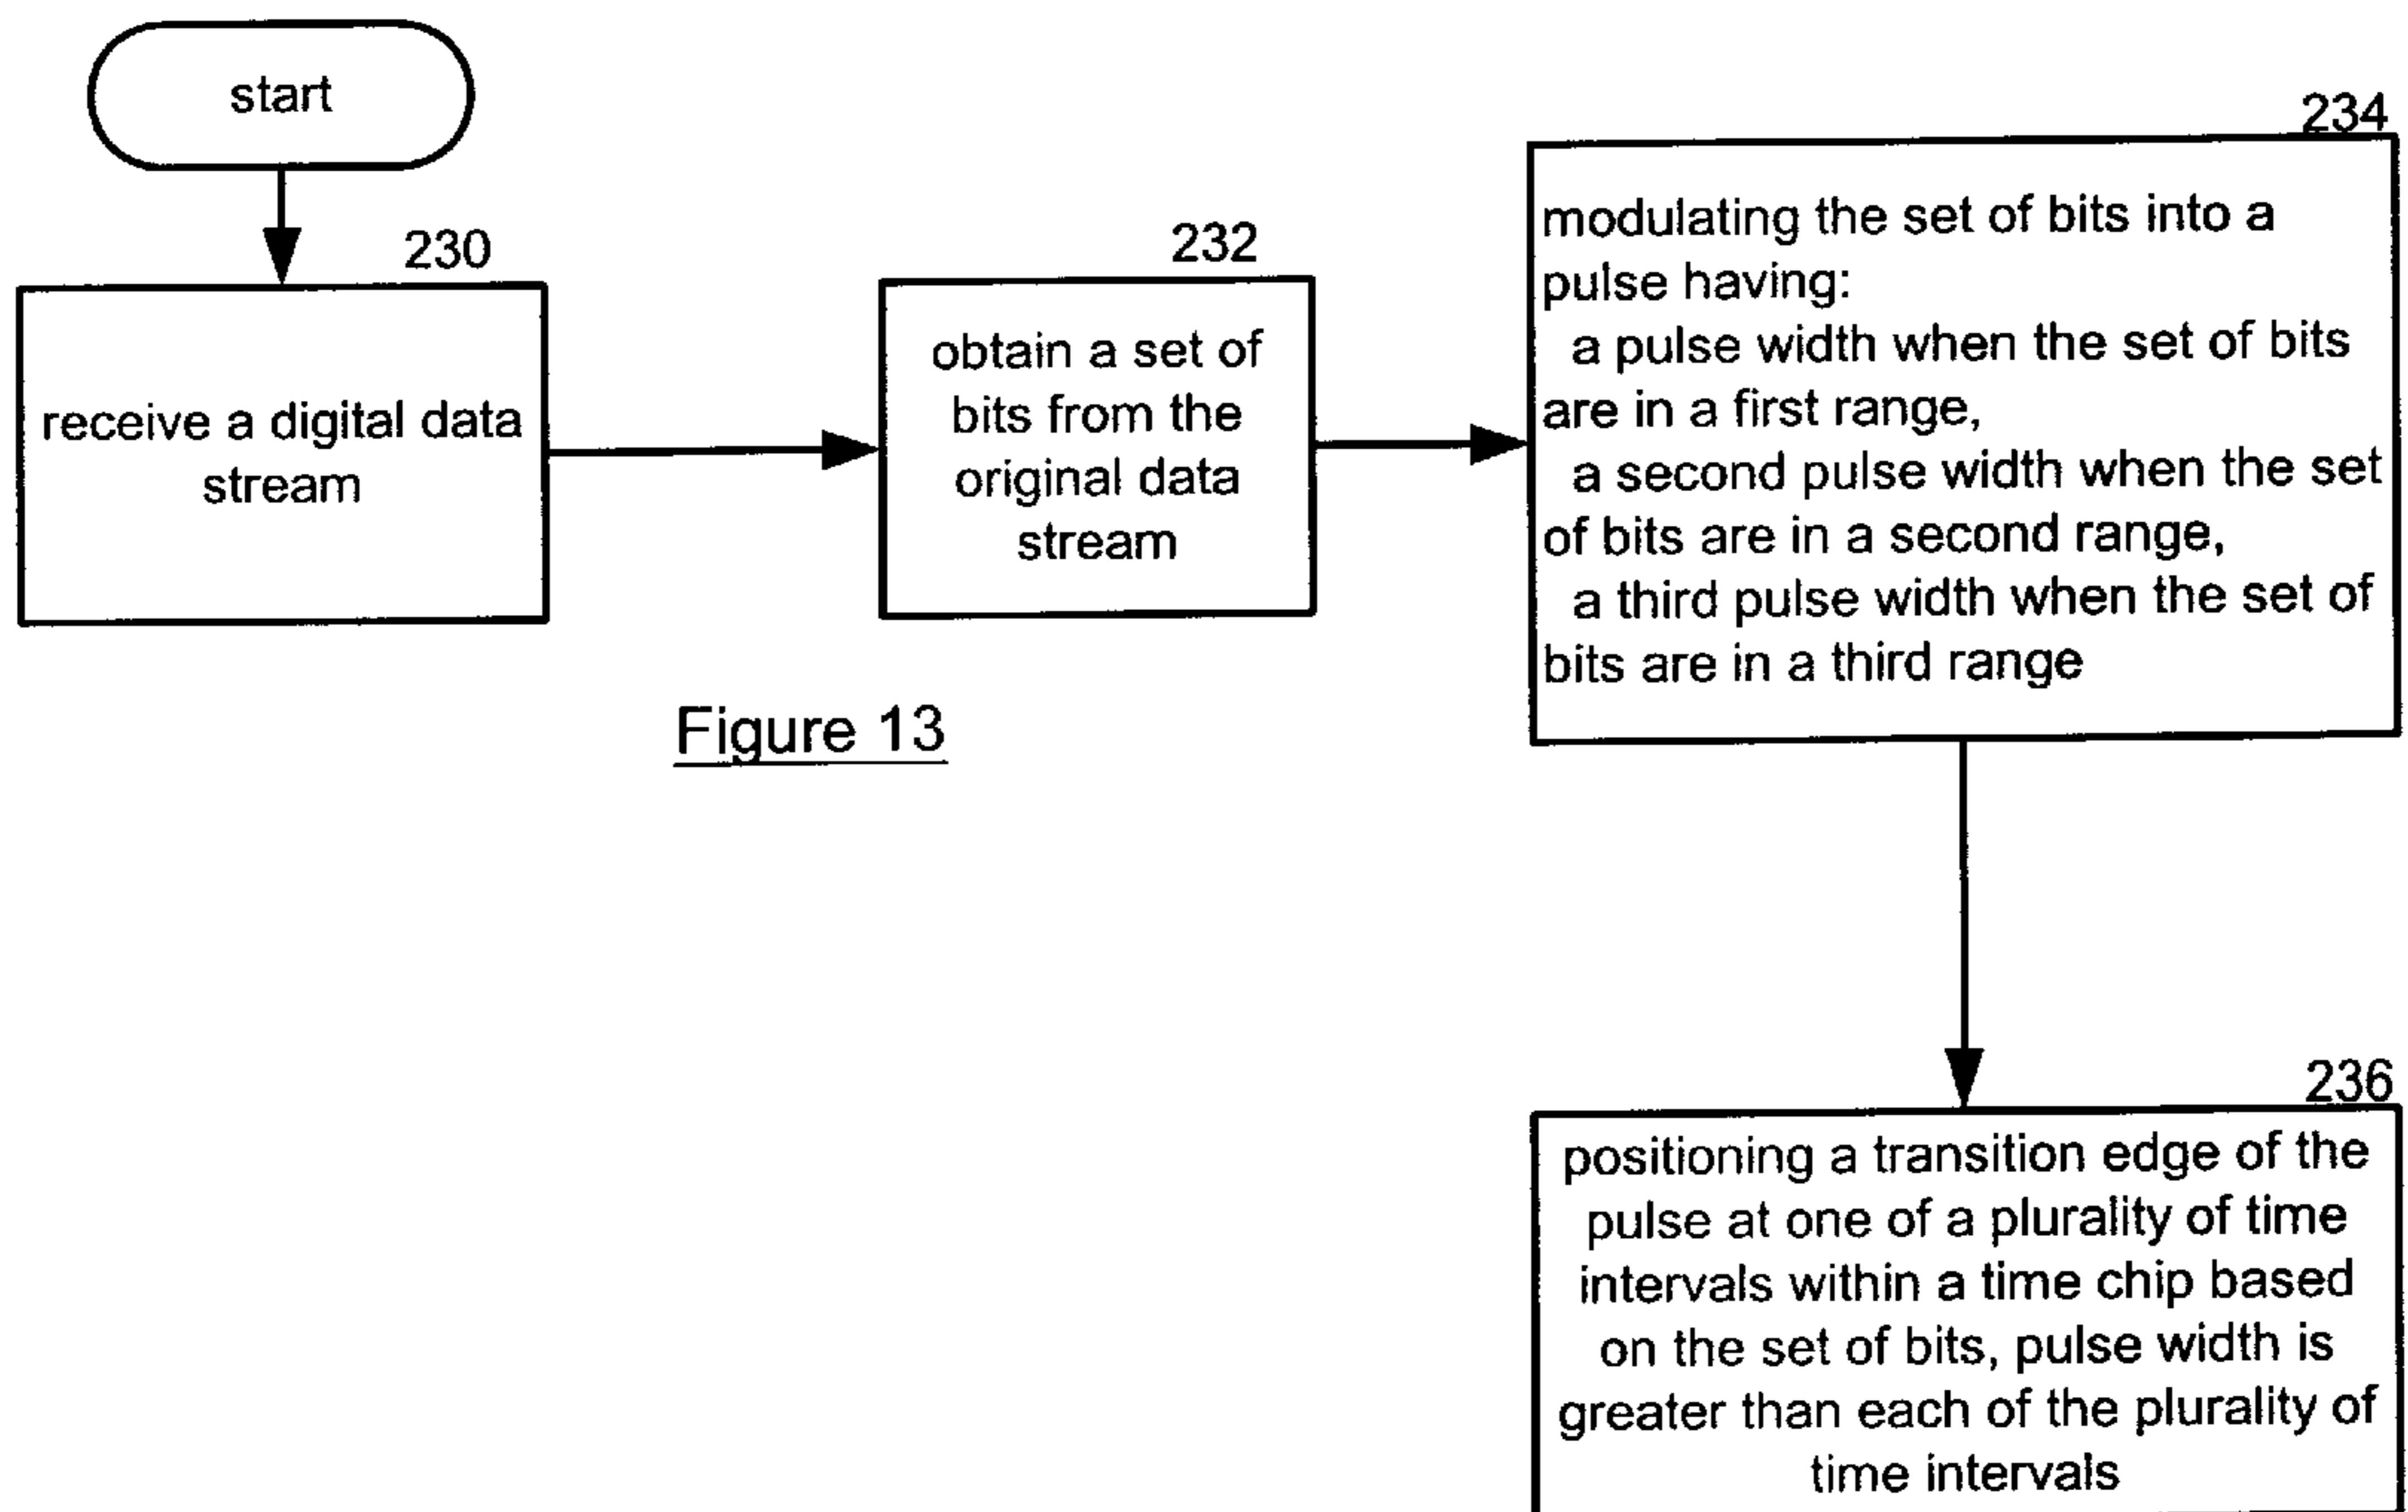 start
230
receive a digital data
stream
232
obtain a set of
bits from the
original data
stream
234
modulating the set of bits into a
pulse having:
a pulse width when the set of bits
are in a first range,
a second pulse width when the set
of bits are in a second range,
a third pulse width when the set of
bits are in a third range
Figure 13
236
positioning a transition edge of the
pulse at one of a plurality of time
intervals within a time chip based
on the set of bits, pulse width is
greater than each of the plurality of
time intervals